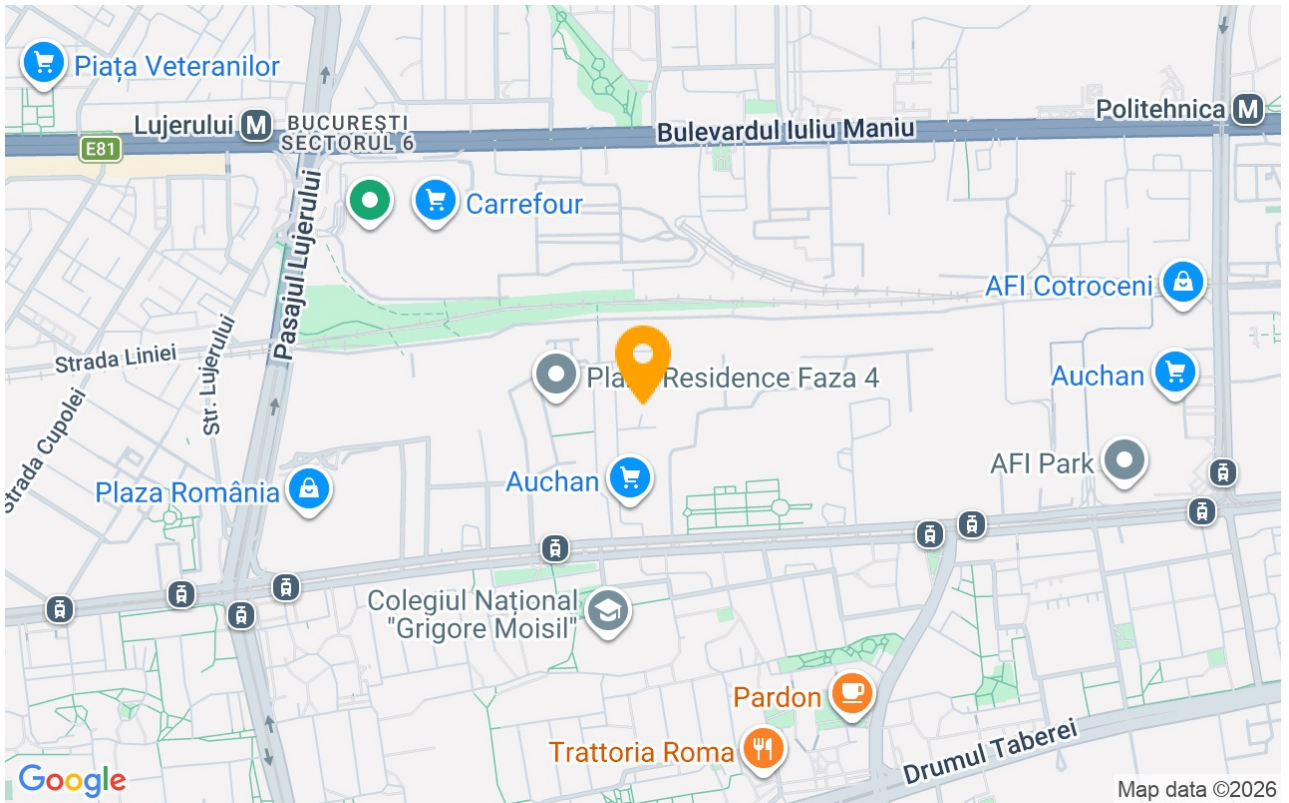 Piața Veteranilor
Lujerului M
BUCUREȘTI
SECTORUL 6
E81
Bulevardul Iuliu Maniu
Politehnica M
Carrefour
Pasajul Lujerului
AFI Cotroceni
Strada Liniei
Str. Lujerului
Strada Cupolei
Residence Faza 4
Auchan
AFI Park
Plaza România
Auchan
Colegiul Național
"Grigore Moisil"
Pardon
Trattoria Roma
Drumul Taberei
Google
Map data ©2026